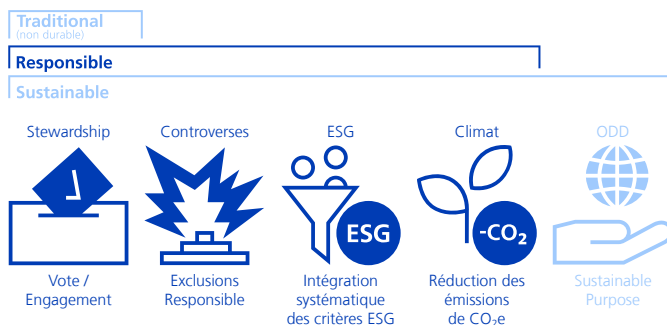 Traditional
(non durable)
Responsible
Sustainable
Stewardship
Controverses
ESG
Climat
ODD
ESG
-CO₂
Vote /
Engagement
Exclusions
Responsible
Intégration
systématique
des critères ESG
Réduction des
émissions
de CO₂e
Sustainable
Purpose